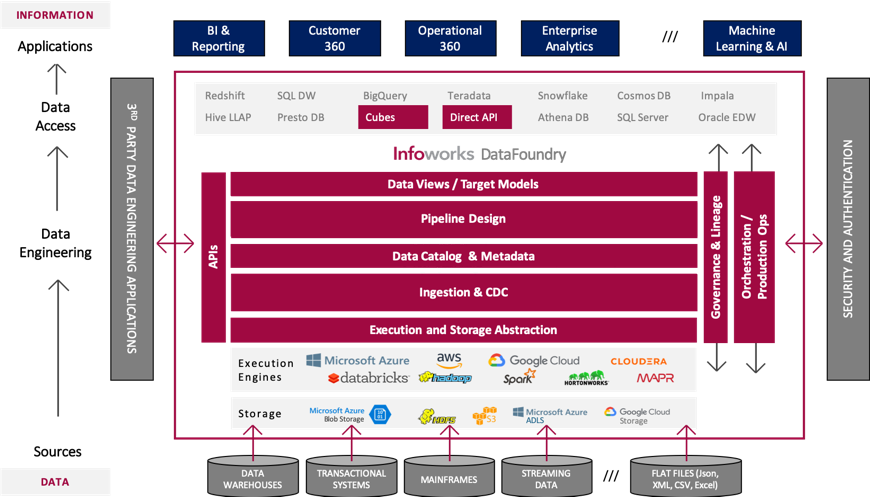 INFORMATION
Applications
BI &
Reporting
Customer
360
Operational
360
Enterprise
Analytics
///
Machine
Learning & AI
Data
Access
Data
Engineering
Sources
DATA
3RD PARTY DATA ENGINEERING APPLICATIONS
Redshift SQL DW BigQuery Teradata Snowflake Cosmos DB Impala
Hive LLAP Presto DB Cubes Direct API Athena DB SQL Server Oracle EDW
Infoworks DataFoundry
APIs
Data Views / Target Models
Pipeline Design
Data Catalog & Metadata
Ingestion & CDC
Execution and Storage Abstraction
Governance & Lineage
Orchestration /
Production Ops
SECURITY AND AUTHENTICATION
Execution
Engines
Microsoft Azure
aws
Google Cloud
CLOUDERA
databricks
hadoop
Spark
HORTONWORKS
MAPR
Storage
Microsoft Azure
Blob Storage
HDFS
S3
Microsoft Azure
ADLS
Google Cloud
Storage
DATA
WAREHOUSES
TRANSACTIONAL
SYSTEMS
MAINFRAMES
STREAMING
DATA
///
FLAT FILES (Json,
XML, CSV, Excel)